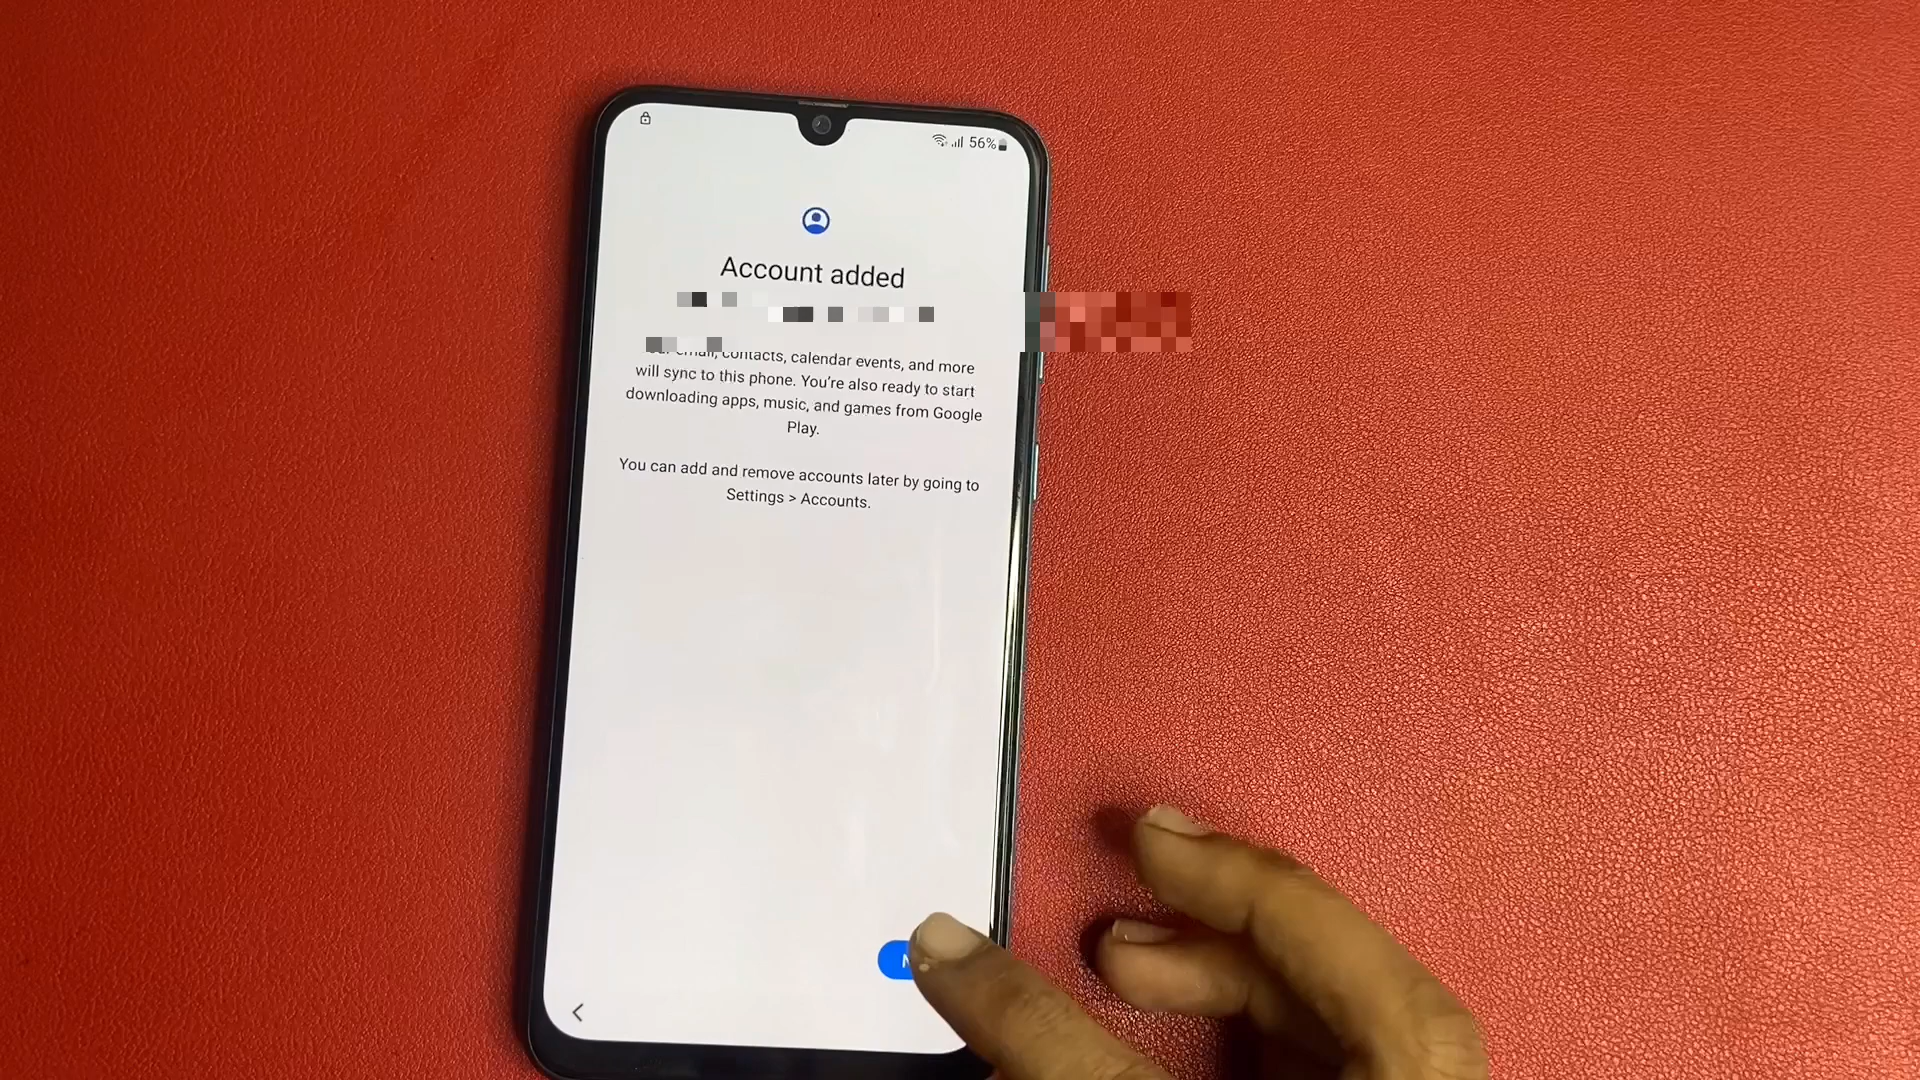 56%
Account added
email, contacts, calendar events, and more
will sync to this phone. You're also ready to start
downloading apps, music, and games from Google
Play.
You can add and remove accounts later by going to
Settings > Accounts.